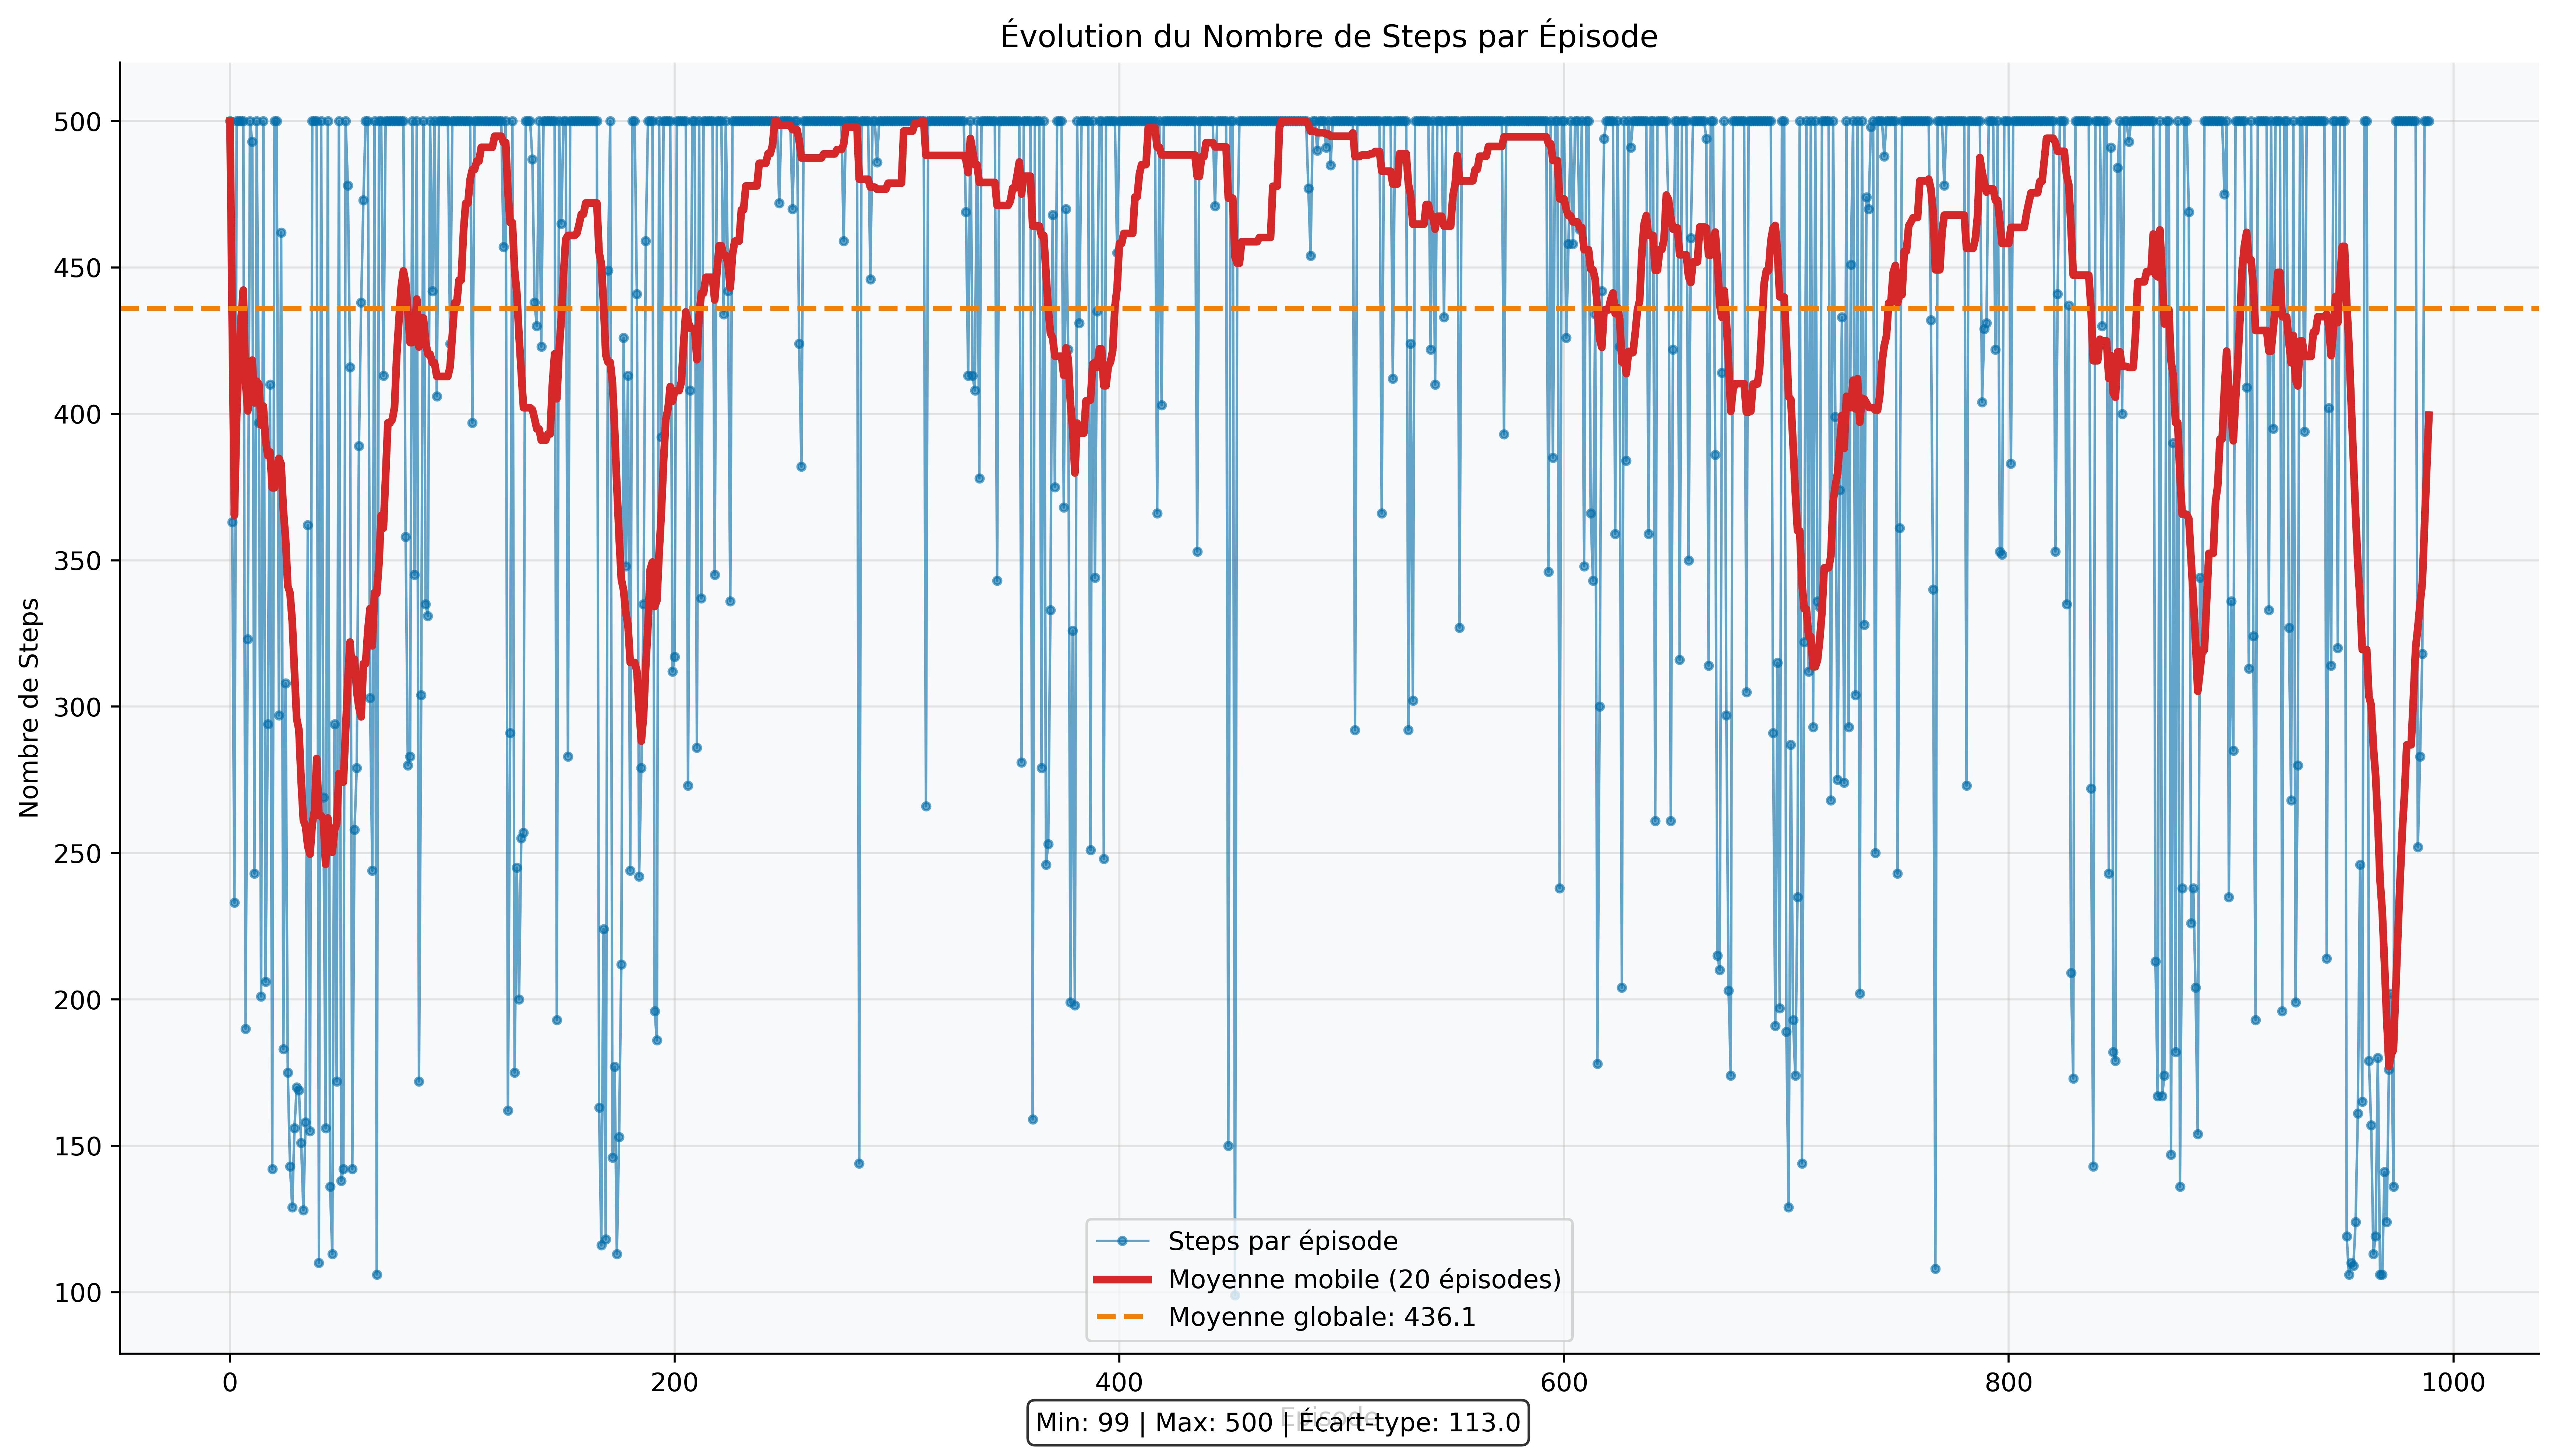 Évolution du Nombre de Steps par Épisode
Nombre de Steps
500
450
400
350
300
250
200
150
100
Steps par épisode
Moyenne mobile (20 épisodes)
Moyenne globale: 436.1
0 200 400 600 800 1000
Épisode
Min: 99 | Max: 500 | Écart-type: 113.0